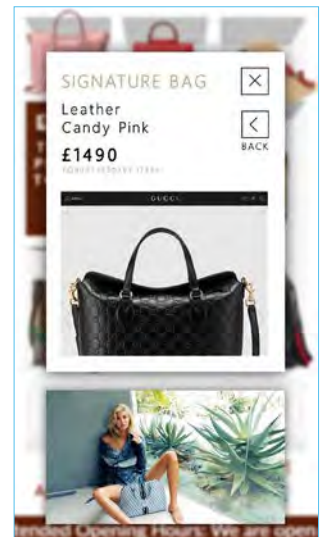 SIGNATURE BAG
Leather
Candy Pink
£1490
BACK
GUCCI
tended Opening Hours: We are open